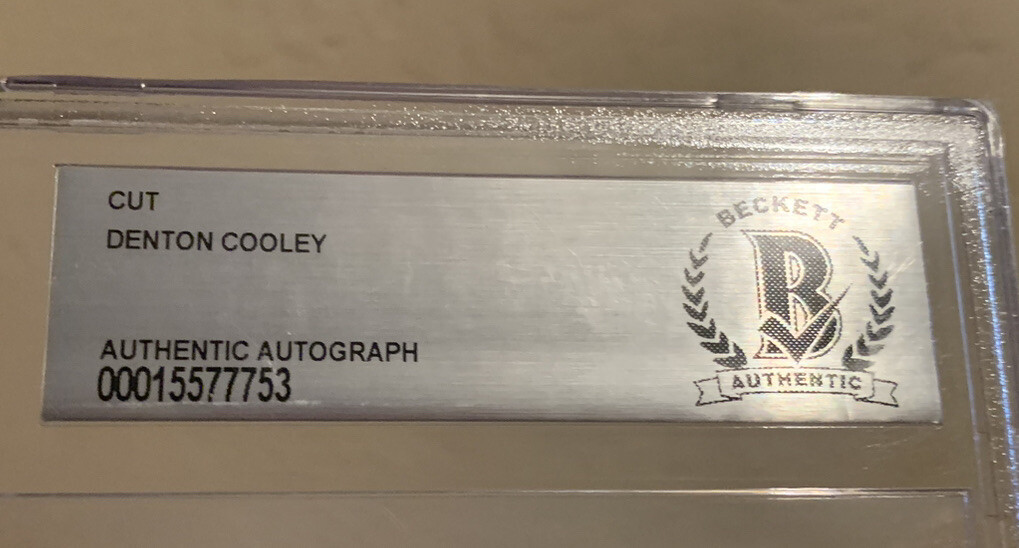 CUT
DENTON COOLEY
AUTHENTIC AUTOGRAPH
00015577753
BECKETT
B
AUTHENTIC